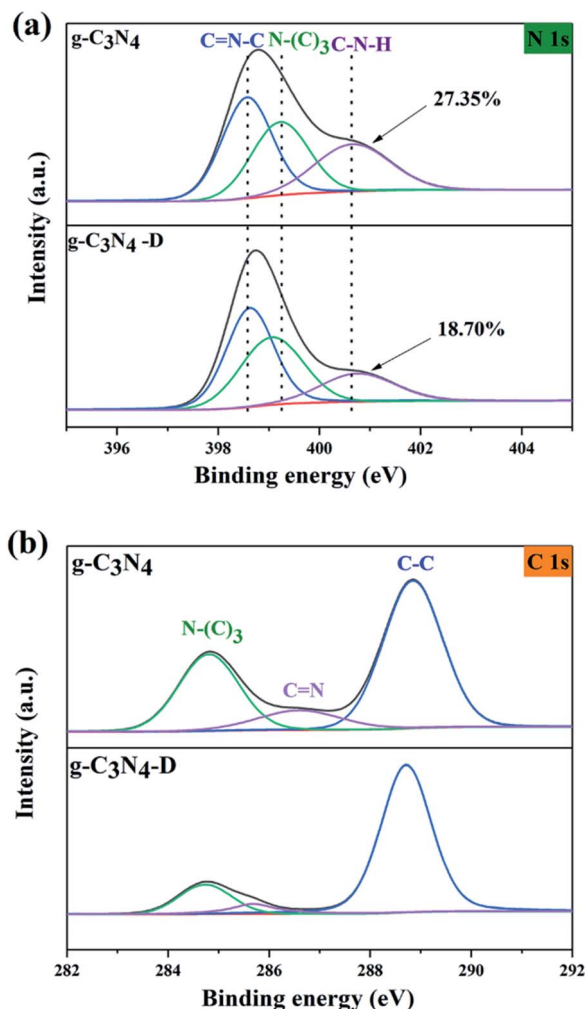 (a)
g-C3N4
C=N-C N-(C)3 C-N-H
N 1s
27.35%
g-C3N4 -D
18.70%
Intensity (a.u.)
396 398 400 402 404
Binding energy (eV)
(b)
g-C3N4
C 1s
C-C
N-(C)3
C=N
g-C3N4-D
Intensity (a.u.)
282 284 286 288 290 292
Binding energy (eV)